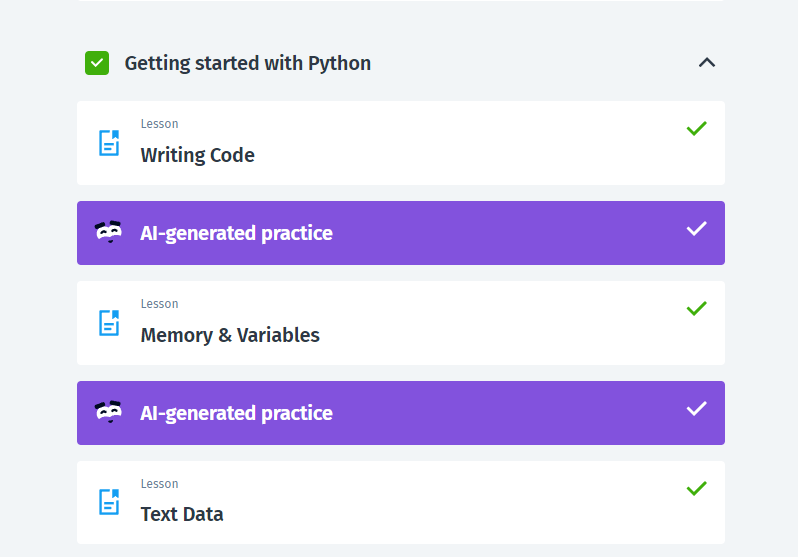 Getting started with Python
Lesson
Writing Code
AI-generated practice
Lesson
Memory & Variables
AI-generated practice
Lesson
Text Data